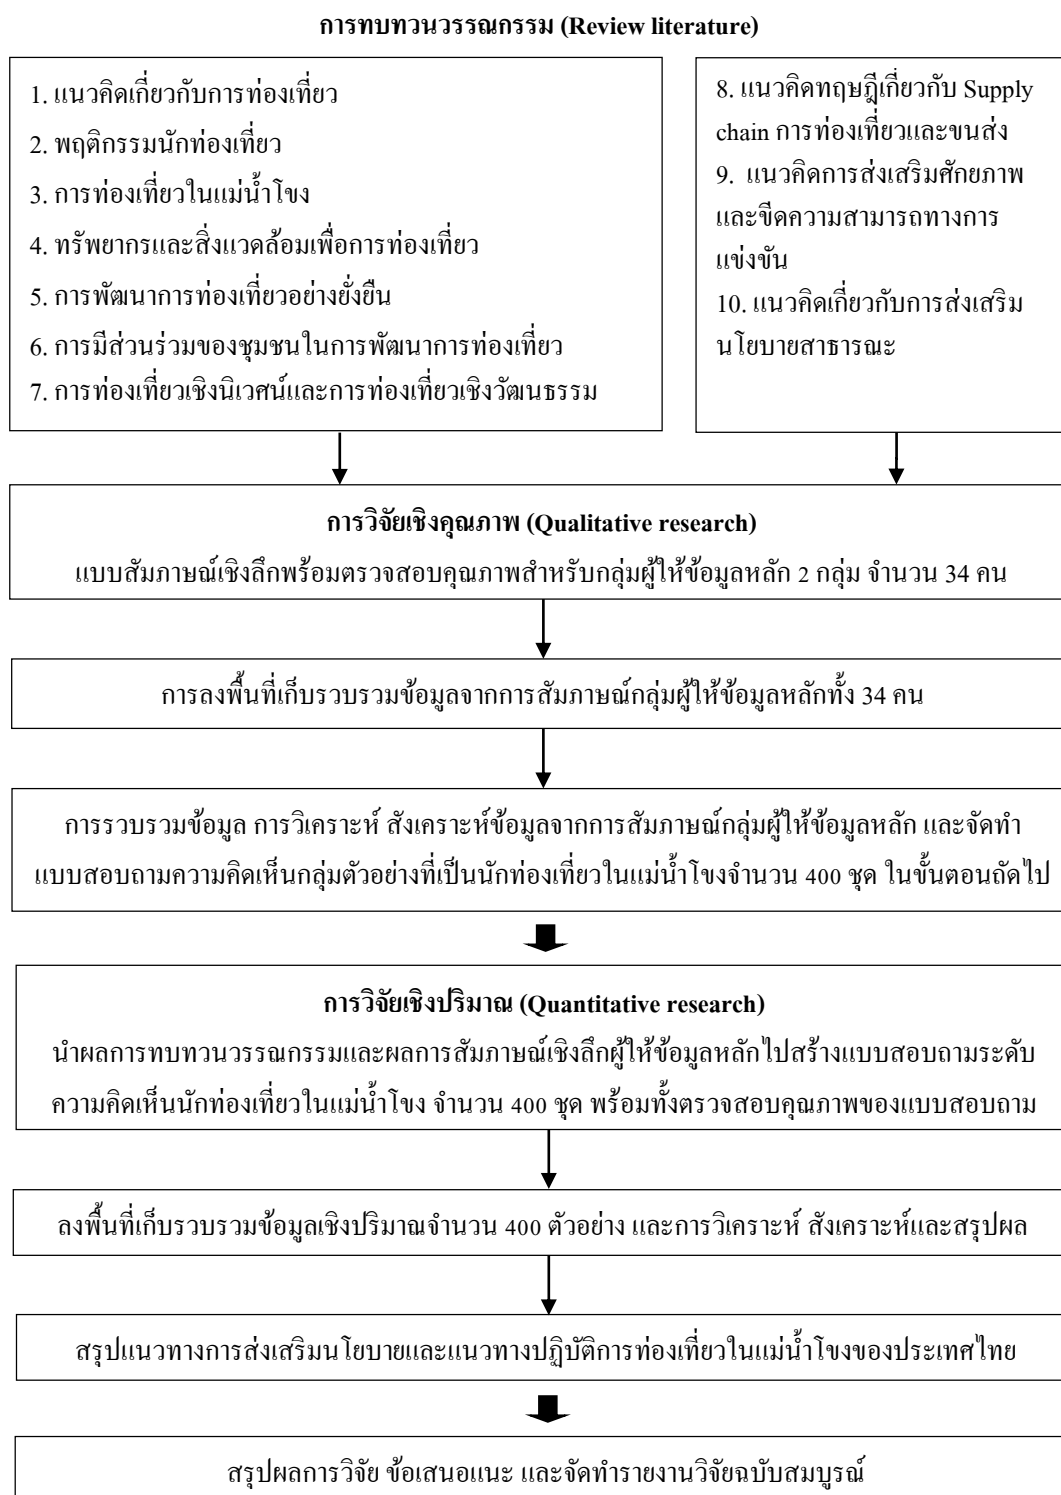 การทบทวนวรรณกรรม (Review literature)
1. แนวคิดเกี่ยวกับการท่องเที่ยว
2. พฤติกรรมนักท่องเที่ยว
3. การท่องเที่ยวในแม่น้ำโขง
4. ทรัพยากรและสิ่งแวดล้อมเพื่อการท่องเที่ยว
5. การพัฒนาการท่องเที่ยวอย่างยั่งยืน
6. การมีส่วนร่วมของชุมชนในการพัฒนาการท่องเที่ยว
7. การท่องเที่ยวเชิงนิเวศน์และการท่องเที่ยวเชิงวัฒนธรรม
8. แนวคิดทฤษฎีเกี่ยวกับ Supply
chain การท่องเที่ยวและขนส่ง
9. แนวคิดการส่งเสริมศักยภาพ
และขีดความสามารถทางการ
แข่งขัน
10. แนวคิดเกี่ยวกับการส่งเสริม
นโยบายสาธารณะ
การวิจัยเชิงคุณภาพ (Qualitative research)
แบบสัมภาษณ์เชิงลึกพร้อมตรวจสอบคุณภาพสำหรับกลุ่มผู้ให้ข้อมูลหลัก 2 กลุ่ม จำนวน 34 คน
การลงพื้นที่เก็บรวบรวมข้อมูลจากการสัมภาษณ์กลุ่มผู้ให้ข้อมูลหลักทั้ง 34 คน
การรวบรวมข้อมูล การวิเคราะห์ สังเคราะห์ข้อมูลจากการสัมภาษณ์กลุ่มผู้ให้ข้อมูลหลัก และจัดทำ
แบบสอบถามความคิดเห็นกลุ่มตัวอย่างที่เป็นนักท่องเที่ยวในแม่น้ำโขงจำนวน 400 ชุด ในขั้นตอนถัดไป
การวิจัยเชิงปริมาณ (Quantitative research)
นำผลการทบทวนวรรณกรรมและผลการสัมภาษณ์เชิงลึกผู้ให้ข้อมูลหลักไปสร้างแบบสอบถามระดับ
ความคิดเห็นนักท่องเที่ยวในแม่น้ำโขง จำนวน 400 ชุด พร้อมทั้งตรวจสอบคุณภาพของแบบสอบถาม
ลงพื้นที่เก็บรวบรวมข้อมูลเชิงปริมาณจำนวน 400 ตัวอย่าง และการวิเคราะห์ สังเคราะห์และสรุปผล
สรุปแนวทางการส่งเสริมนโยบายและแนวทางปฏิบัติการท่องเที่ยวในแม่น้ำโขงของประเทศไทย
สรุปผลการวิจัย ข้อเสนอแนะ และจัดทำรายงานวิจัยฉบับสมบูรณ์